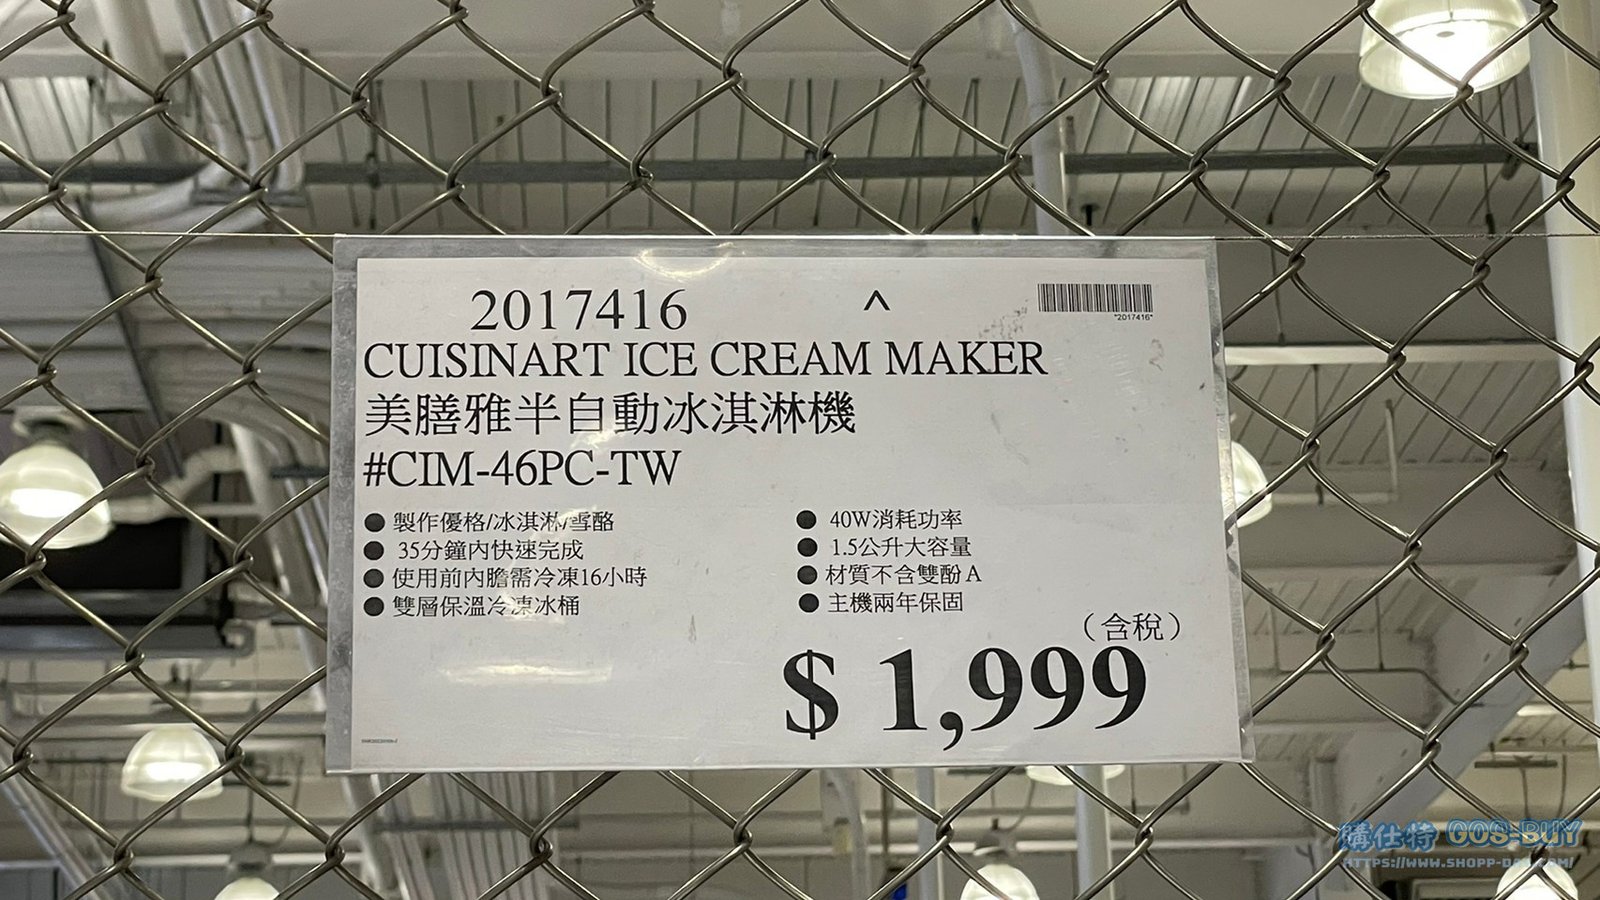 2017416
^
*2017416*
CUISINART ICE CREAM MAKER
美膳雅半自動冰淇淋機
#CIM-46PC-TW
● 製作優格/冰淇淋/雪酪
● 35分鐘內快速完成
● 使用前內膽需冷凍16小時
● 雙層保溫冷凍冰桶
● 40W消耗功率
● 1.5公升大容量
● 材質不含雙酚A
● 主機兩年保固
（含稅）
$ 1,999
購仕特 GOS-BUY